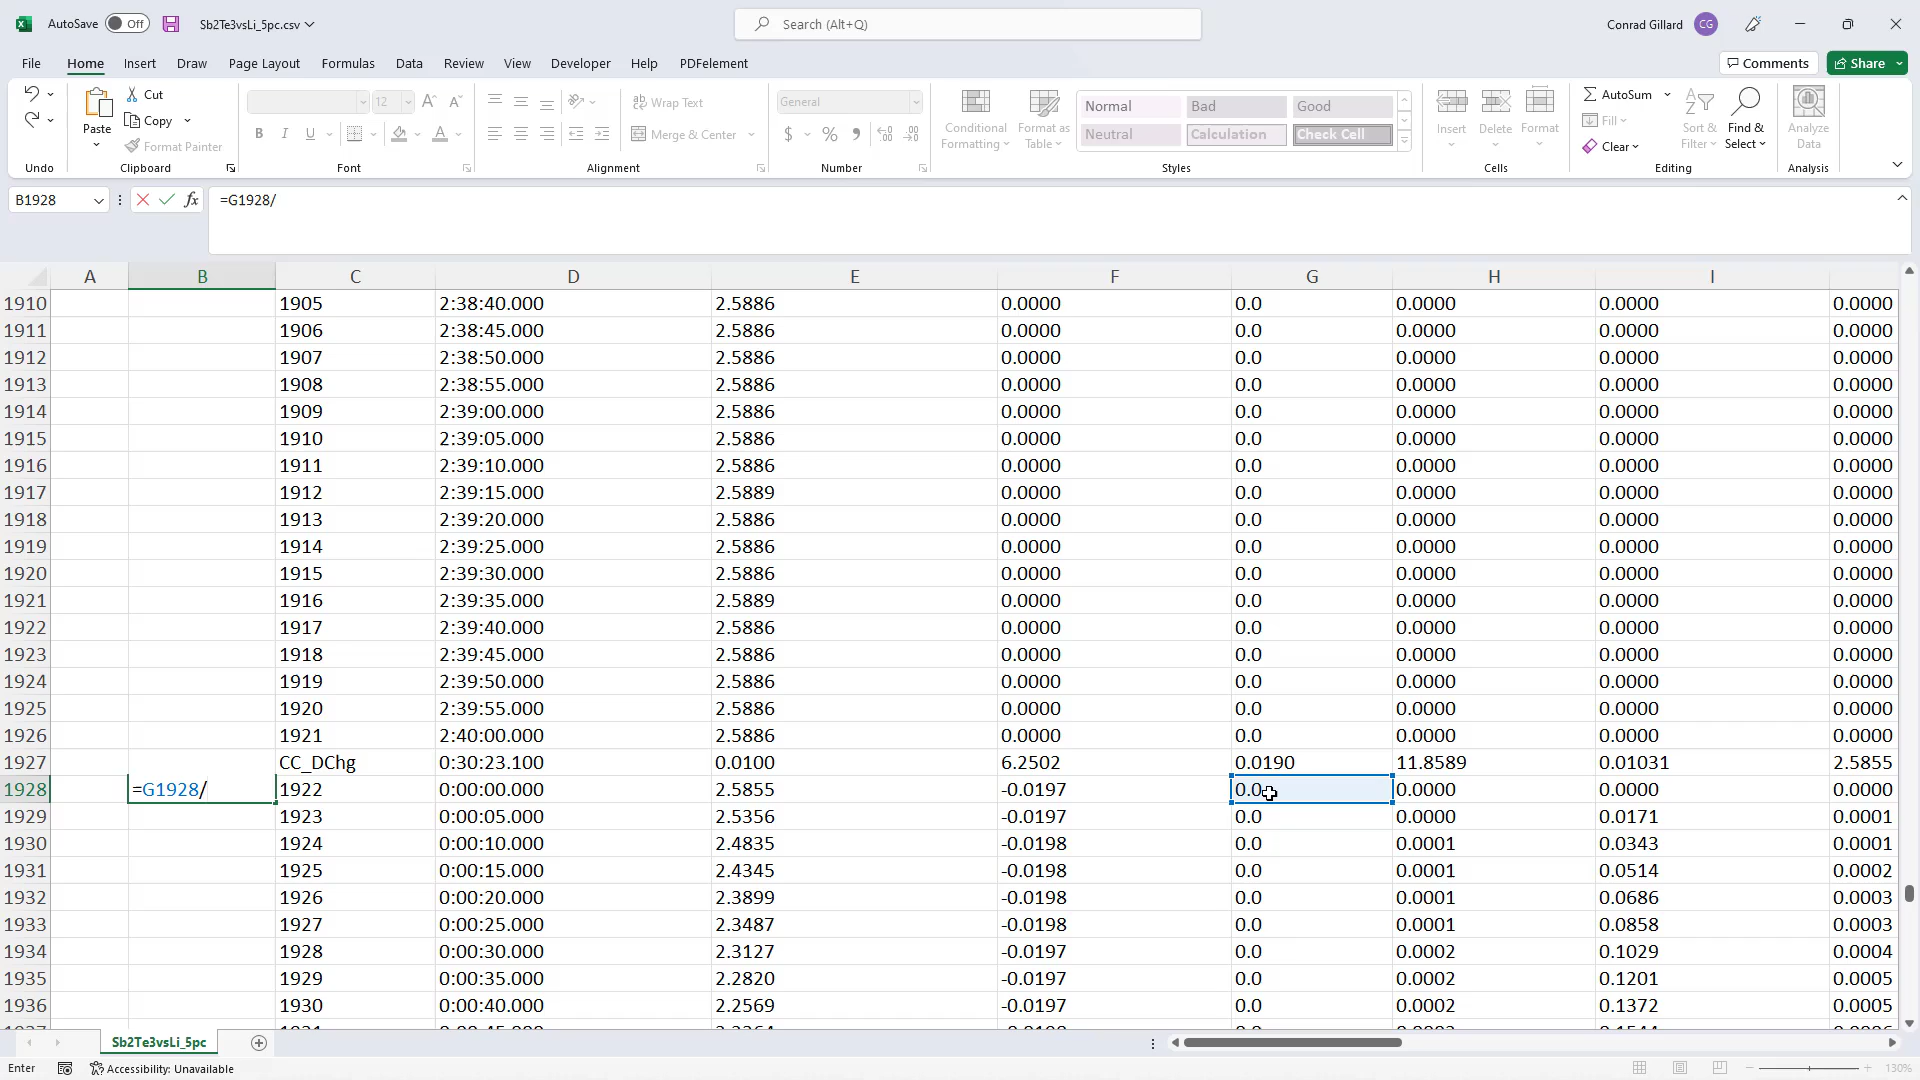 AutoSave Off Sb2Te3vsLi_5pc.csv Search (Alt+Q) Conrad Gillard CG
File Home Insert Draw Page Layout Formulas Data Review View Developer Help PDFelement Comments Share
Paste Cut Copy Format Painter
12 A A B I U A
Wrap Text Merge & Center
General $ %
Conditional Formatting Format as Table
Normal Bad Good
Neutral Calculation Check Cell
Insert Delete Format
AutoSum Fill Clear Sort & Filter Find & Select Analyze Data
Undo Clipboard Font Alignment Number Styles Cells Editing Analysis
B1928 fx =G1928/
A B C D E F G H I
1910 1905 2:38:40.000 2.5886 0.0000 0.0 0.0000 0.0000 0.0000
1911 1906 2:38:45.000 2.5886 0.0000 0.0 0.0000 0.0000 0.0000
1912 1907 2:38:50.000 2.5886 0.0000 0.0 0.0000 0.0000 0.0000
1913 1908 2:38:55.000 2.5886 0.0000 0.0 0.0000 0.0000 0.0000
1914 1909 2:39:00.000 2.5886 0.0000 0.0 0.0000 0.0000 0.0000
1915 1910 2:39:05.000 2.5886 0.0000 0.0 0.0000 0.0000 0.0000
1916 1911 2:39:10.000 2.5886 0.0000 0.0 0.0000 0.0000 0.0000
1917 1912 2:39:15.000 2.5889 0.0000 0.0 0.0000 0.0000 0.0000
1918 1913 2:39:20.000 2.5886 0.0000 0.0 0.0000 0.0000 0.0000
1919 1914 2:39:25.000 2.5886 0.0000 0.0 0.0000 0.0000 0.0000
1920 1915 2:39:30.000 2.5886 0.0000 0.0 0.0000 0.0000 0.0000
1921 1916 2:39:35.000 2.5889 0.0000 0.0 0.0000 0.0000 0.0000
1922 1917 2:39:40.000 2.5886 0.0000 0.0 0.0000 0.0000 0.0000
1923 1918 2:39:45.000 2.5886 0.0000 0.0 0.0000 0.0000 0.0000
1924 1919 2:39:50.000 2.5886 0.0000 0.0 0.0000 0.0000 0.0000
1925 1920 2:39:55.000 2.5886 0.0000 0.0 0.0000 0.0000 0.0000
1926 1921 2:40:00.000 2.5886 0.0000 0.0 0.0000 0.0000 0.0000
1927 CC_DChg 0:30:23.100 0.0100 6.2502 0.0190 11.8589 0.01031 2.5855
1928 =G1928/ 1922 0:00:00.000 2.5855 -0.0197 0.0 0.0000 0.0000 0.0000
1929 1923 0:00:05.000 2.5356 -0.0197 0.0 0.0000 0.0171 0.0001
1930 1924 0:00:10.000 2.4835 -0.0198 0.0 0.0001 0.0343 0.0001
1931 1925 0:00:15.000 2.4345 -0.0198 0.0 0.0001 0.0514 0.0002
1932 1926 0:00:20.000 2.3899 -0.0198 0.0 0.0001 0.0686 0.0003
1933 1927 0:00:25.000 2.3487 -0.0198 0.0 0.0001 0.0858 0.0003
1934 1928 0:00:30.000 2.3127 -0.0197 0.0 0.0002 0.1029 0.0004
1935 1929 0:00:35.000 2.2820 -0.0197 0.0 0.0002 0.1201 0.0005
1936 1930 0:00:40.000 2.2569 -0.0197 0.0 0.0002 0.1372 0.0005
Sb2Te3vsLi_5pc
Enter Accessibility: Unavailable 130%